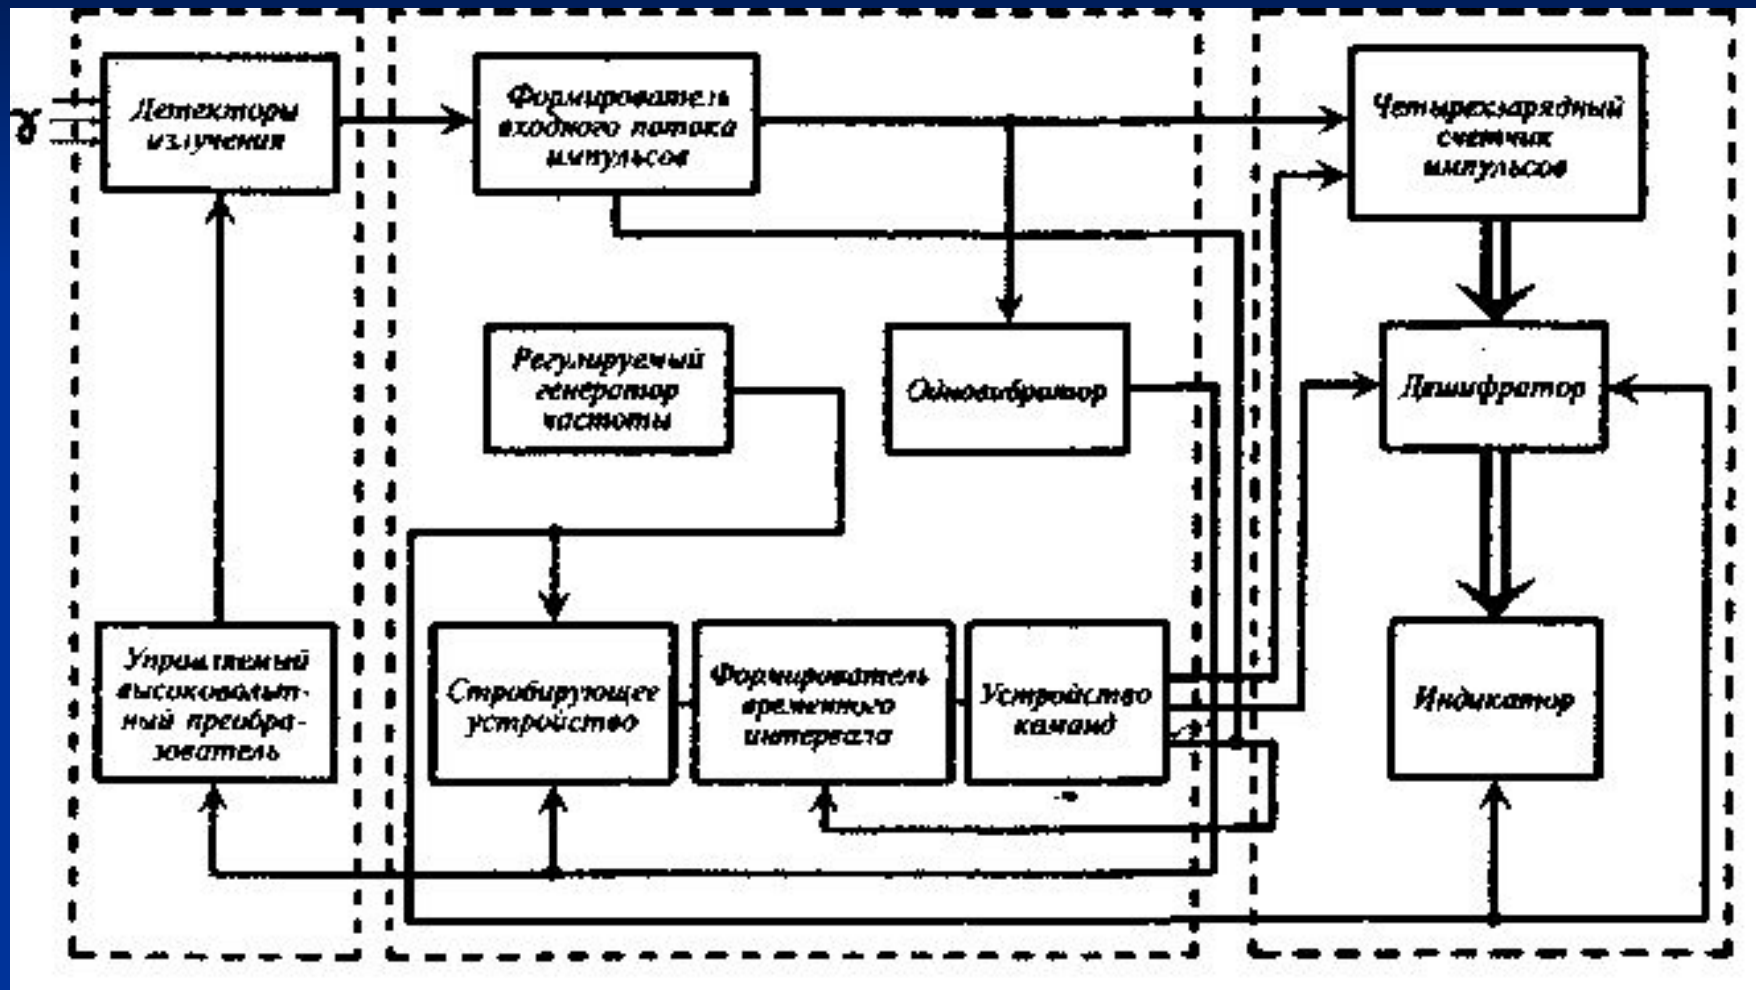 Детекторы
излучения
Формирователь
входного потока
импульсов
Четырехзарядный
счетчик
импульсов
γ
Регулируемый
генератор
частоты
Одновибратор
Дешифратор
Управляемый
высоковольт-
ный преобра-
зователь
Стробирующее
устройство
Формирователь
временного
интервала
Устройство
команд
Индикатор